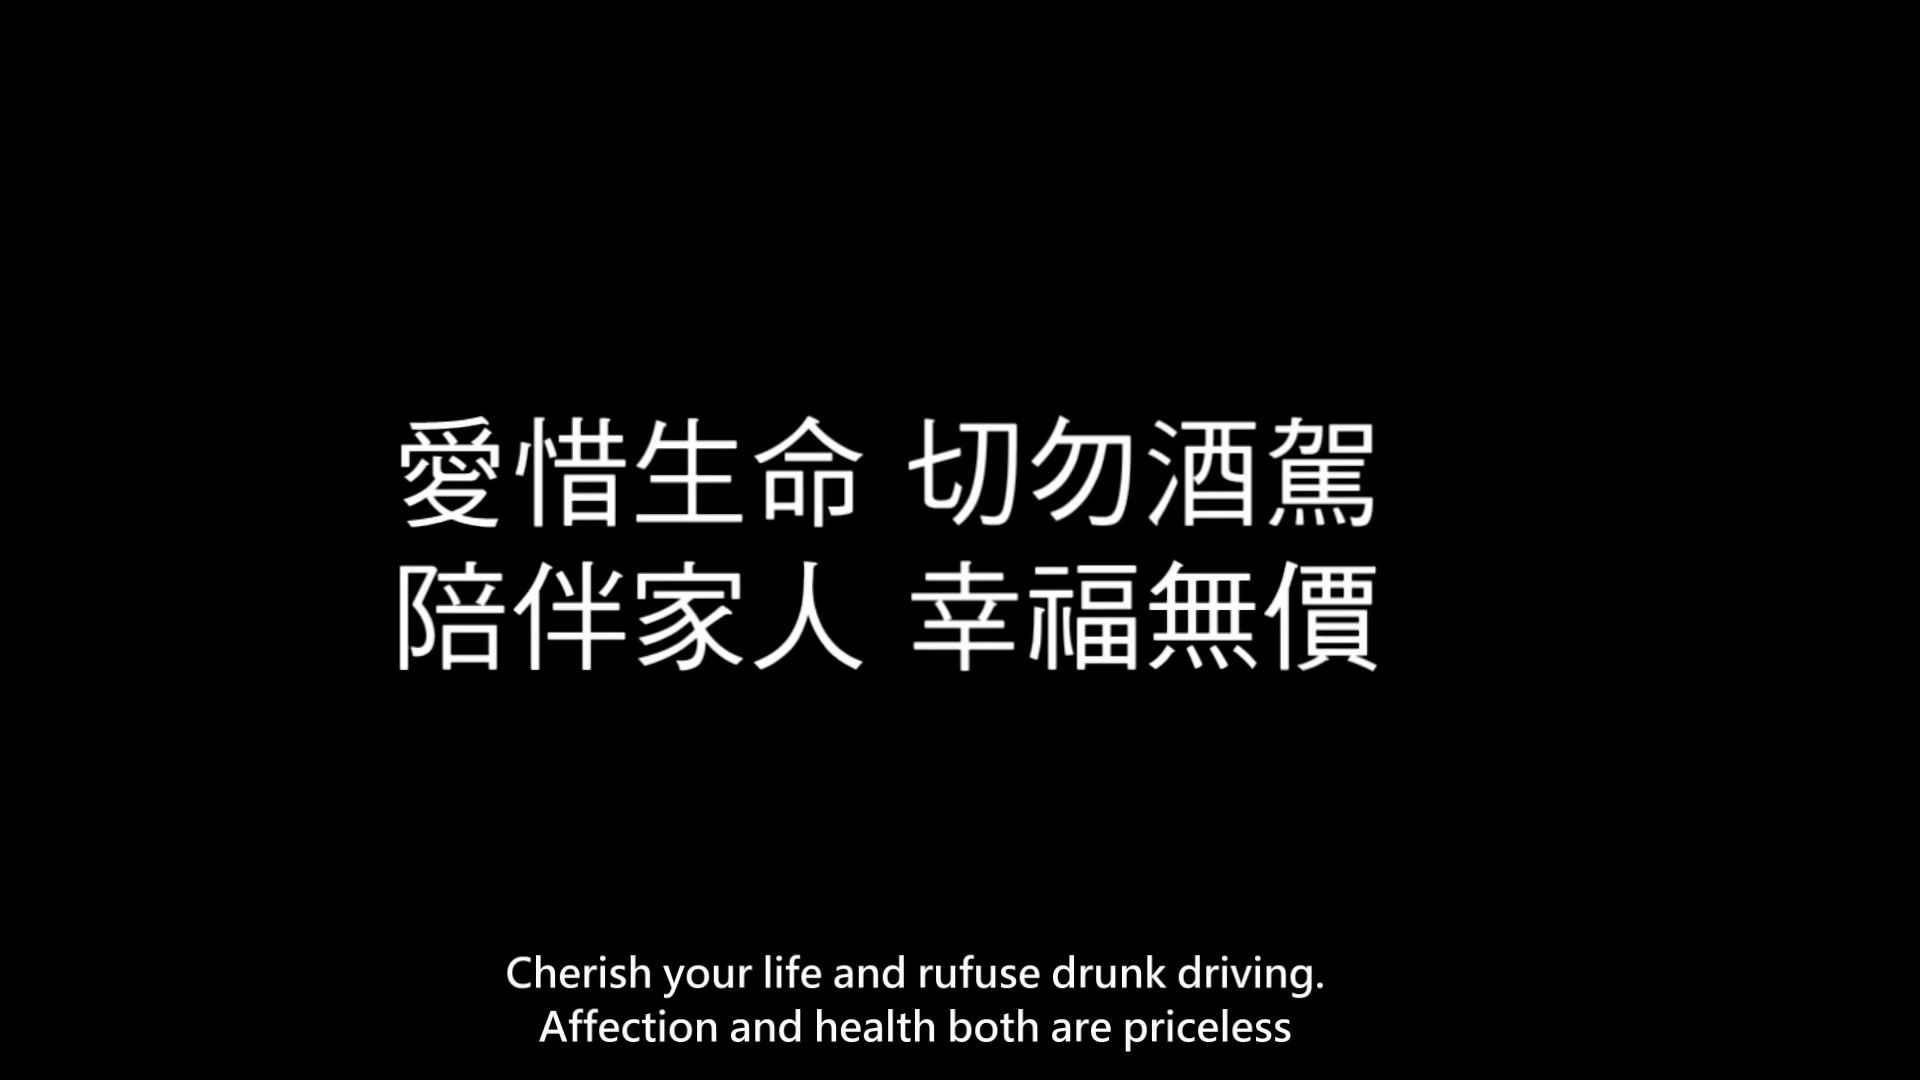 愛惜生命 切勿酒駕
陪伴家人 幸福無價
Cherish your life and rufuse drunk driving.
Affection and health both are priceless